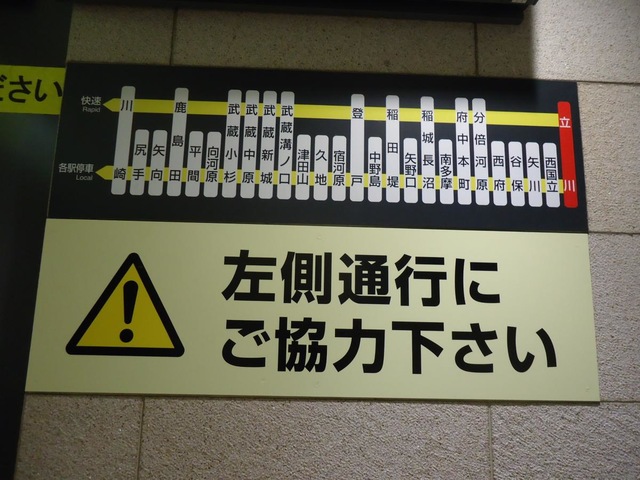 ださい
快速
Rapid
各駅停車
Local
川崎
尻手
矢向
鹿島田
平間
向河原
武蔵小杉
武蔵中原
武蔵新城
武蔵溝ノ口
津田山
久地
宿河原
登戸
中野島
稲田堤
矢野口
稲城長沼
南多摩
府中本町
分倍河原
西府
谷保
矢川
西国立
立川
左側通行に
ご協力下さい